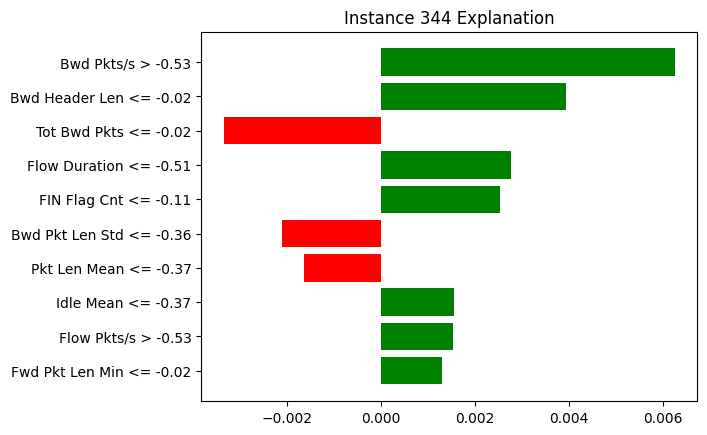 Instance 344 Explanation
Bwd Pkts/s > -0.53
Bwd Header Len <= -0.02
Tot Bwd Pkts <= -0.02
Flow Duration <= -0.51
FIN Flag Cnt <= -0.11
Bwd Pkt Len Std <= -0.36
Pkt Len Mean <= -0.37
Idle Mean <= -0.37
Flow Pkts/s > -0.53
Fwd Pkt Len Min <= -0.02
−0.002 0.000 0.002 0.004 0.006